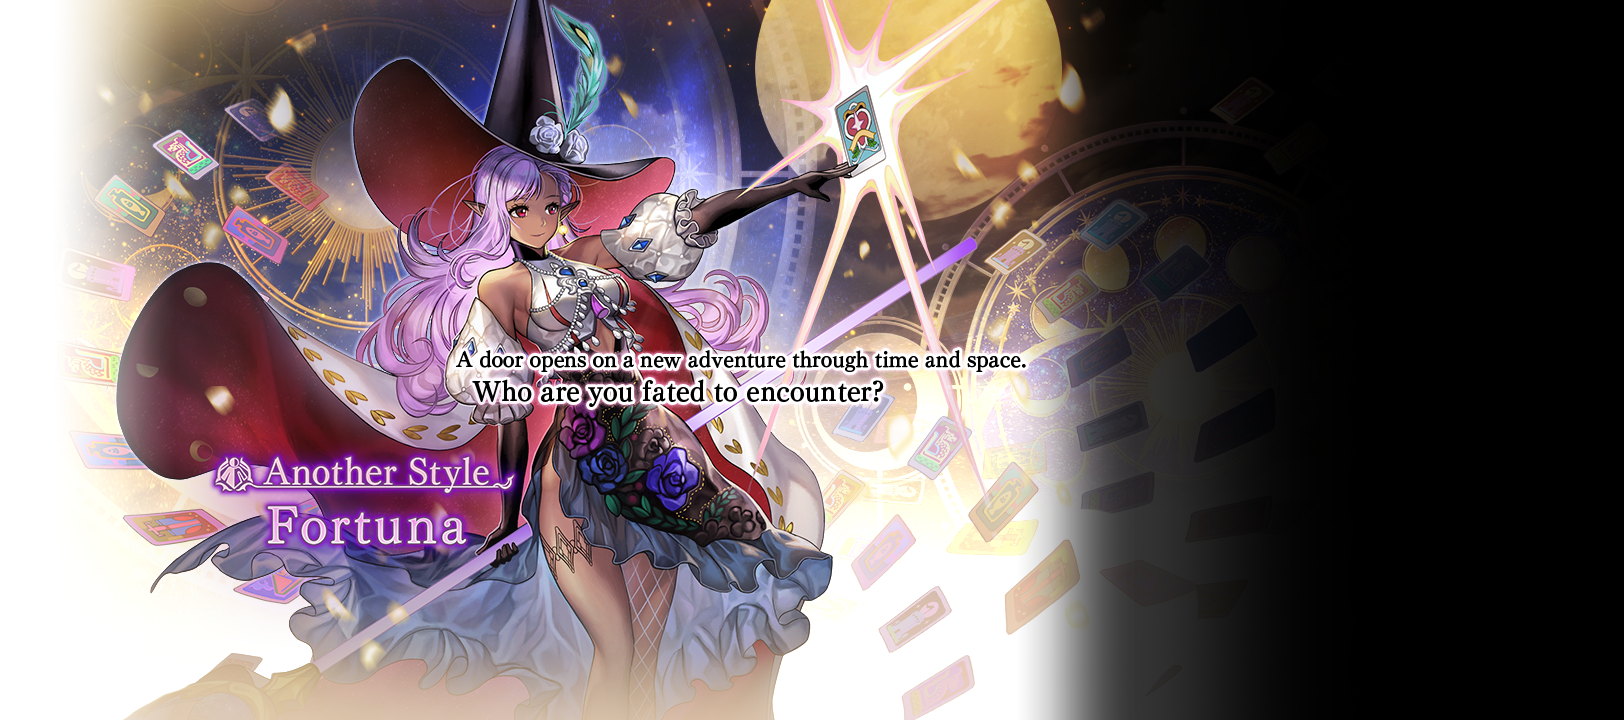 A door opens on a new adventure through time and space.
Who are you fated to encounter?
Another Style
Fortuna